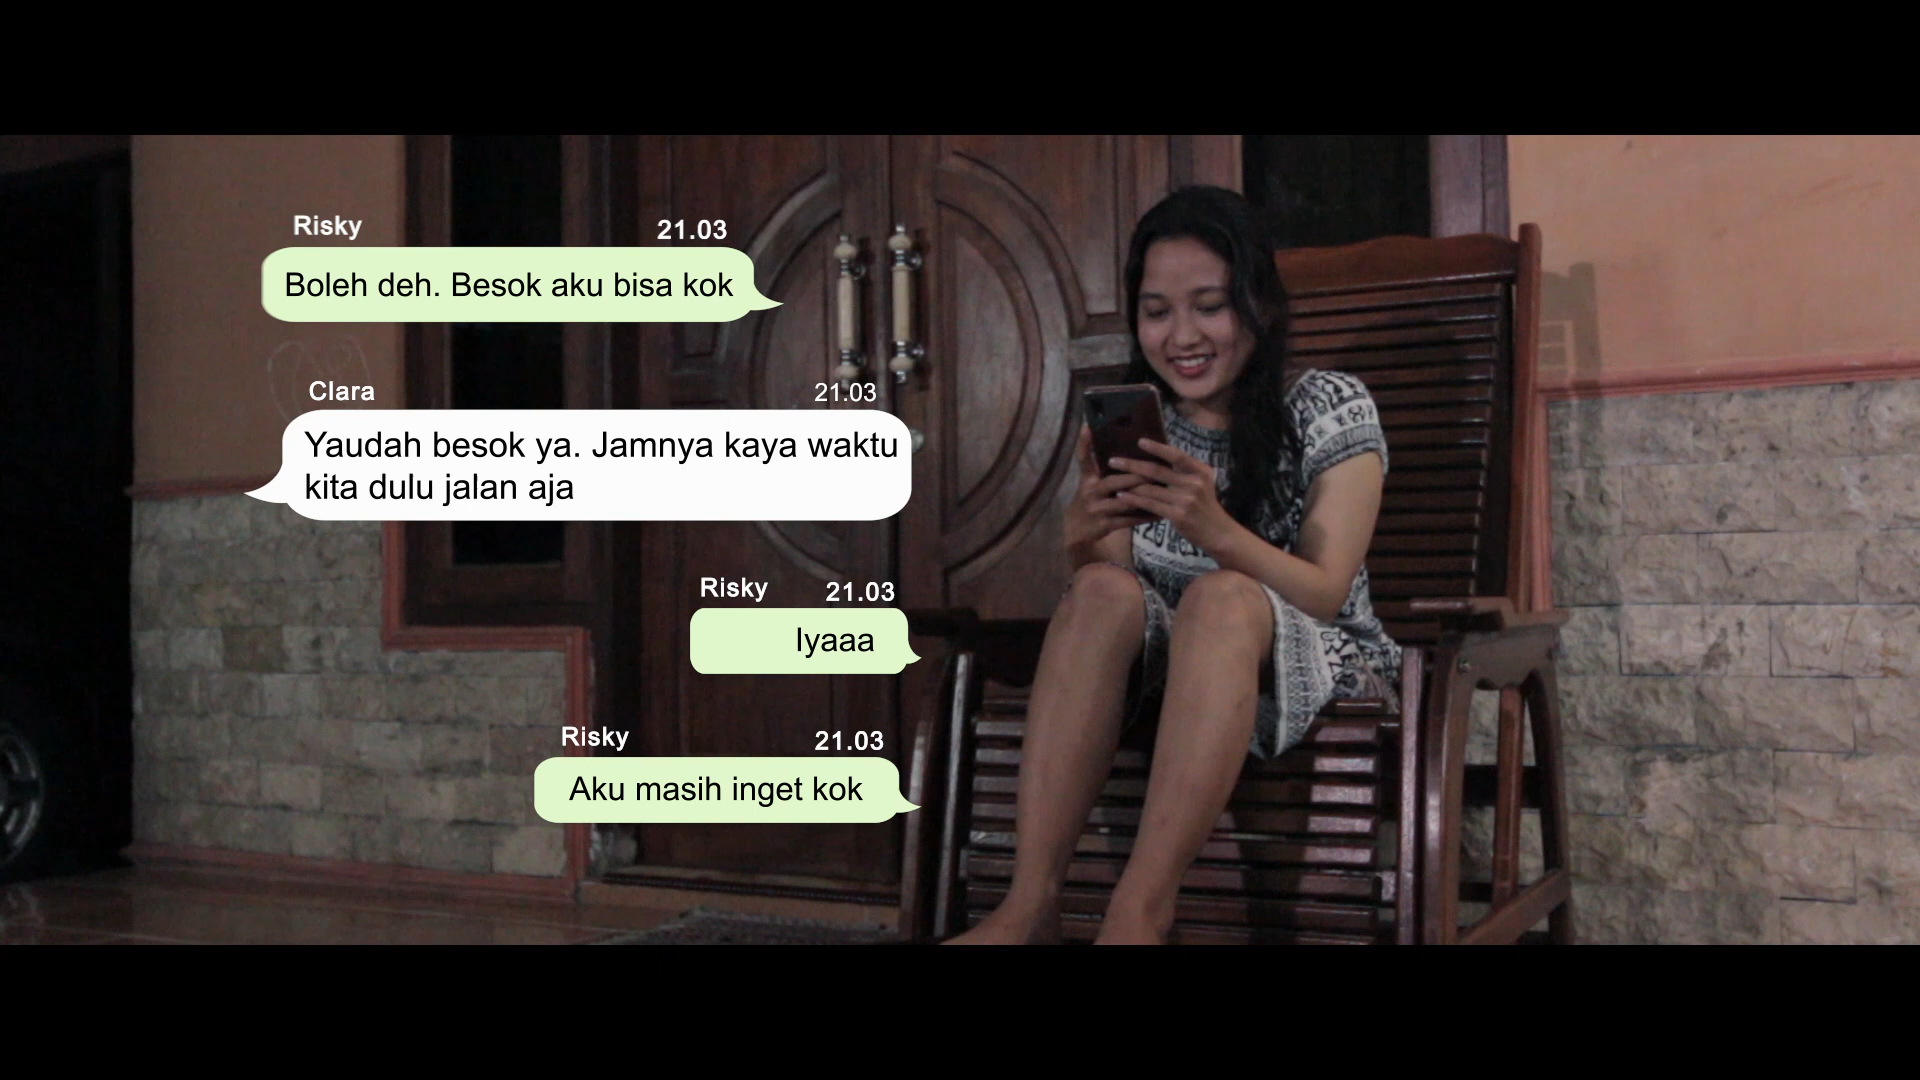 Risky 21.03
Boleh deh. Besok aku bisa kok
Clara 21.03
Yaudah besok ya. Jamnya kaya waktu
kita dulu jalan aja
Risky 21.03
Iyaaa
Risky 21.03
Aku masih inget kok